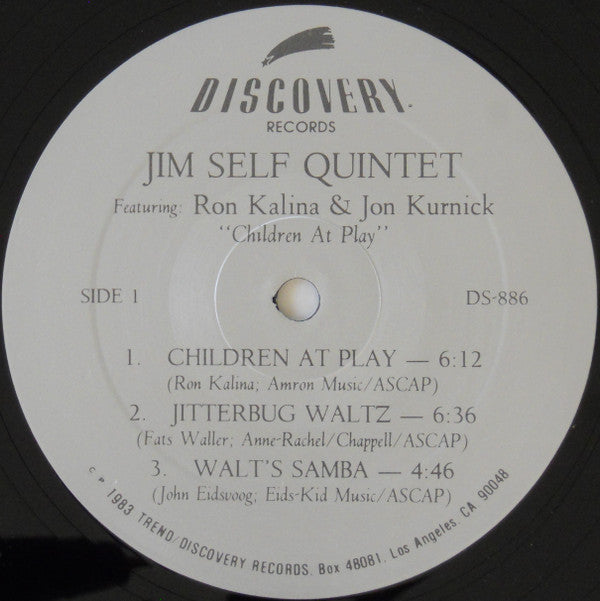 DISCOVERY
RECORDS
JIM SELF QUINTET
Featuring: Ron Kalina & Jon Kurnick
"Children At Play"
SIDE 1
DS-886
1. CHILDREN AT PLAY — 6:12
(Ron Kalina; Amron Music/ASCAP)
2. JITTERBUG WALTZ — 6:36
(Fats Waller; Anne-Rachel/Chappell/ASCAP)
3. WALT'S SAMBA — 4:46
(John Eidsvoog; Eids-Kid Music/ASCAP)
C P 1983 TREND/DISCOVERY RECORDS. Box 48081, Los Angeles, CA 90048